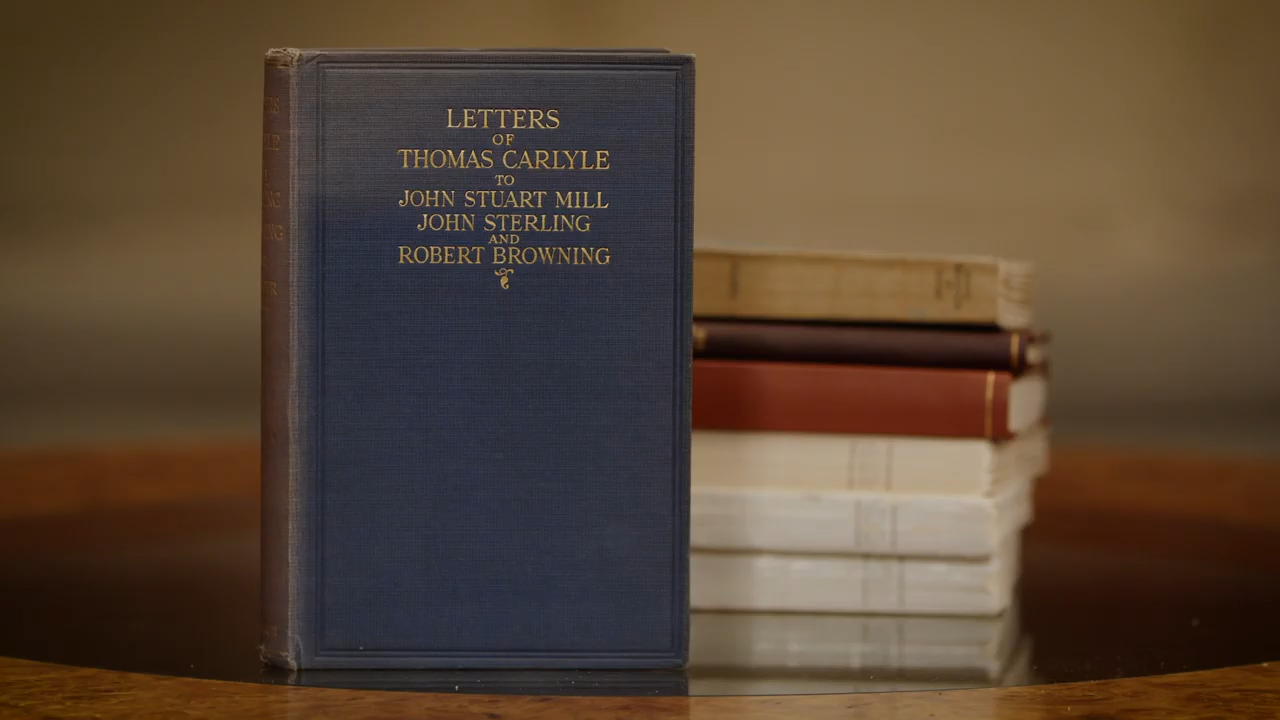 LETTERS
OF
THOMAS CARLYLE
TO
JOHN STUART MILL
JOHN STERLING
AND
ROBERT BROWNING